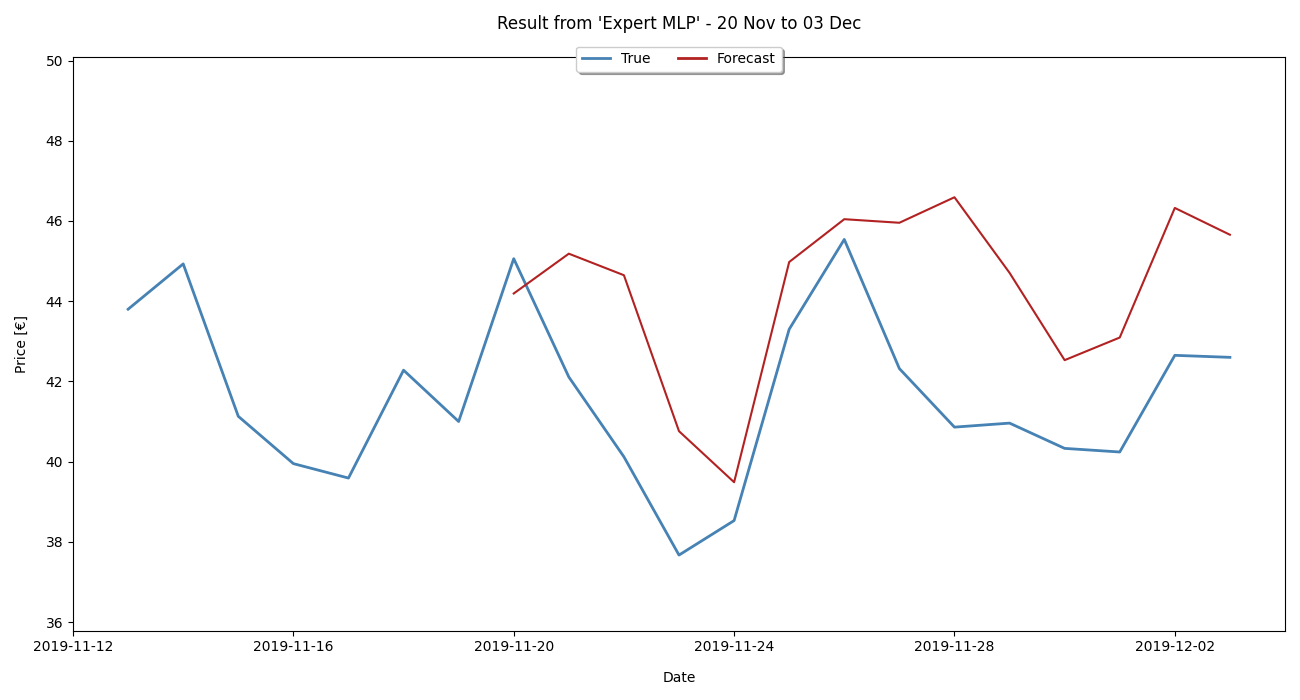 Result from 'Expert MLP' - 20 Nov to 03 Dec
True Forecast
50
48
46
44
42
40
38
36
Price [€]
2019-11-12 2019-11-16 2019-11-20 2019-11-24 2019-11-28 2019-12-02
Date